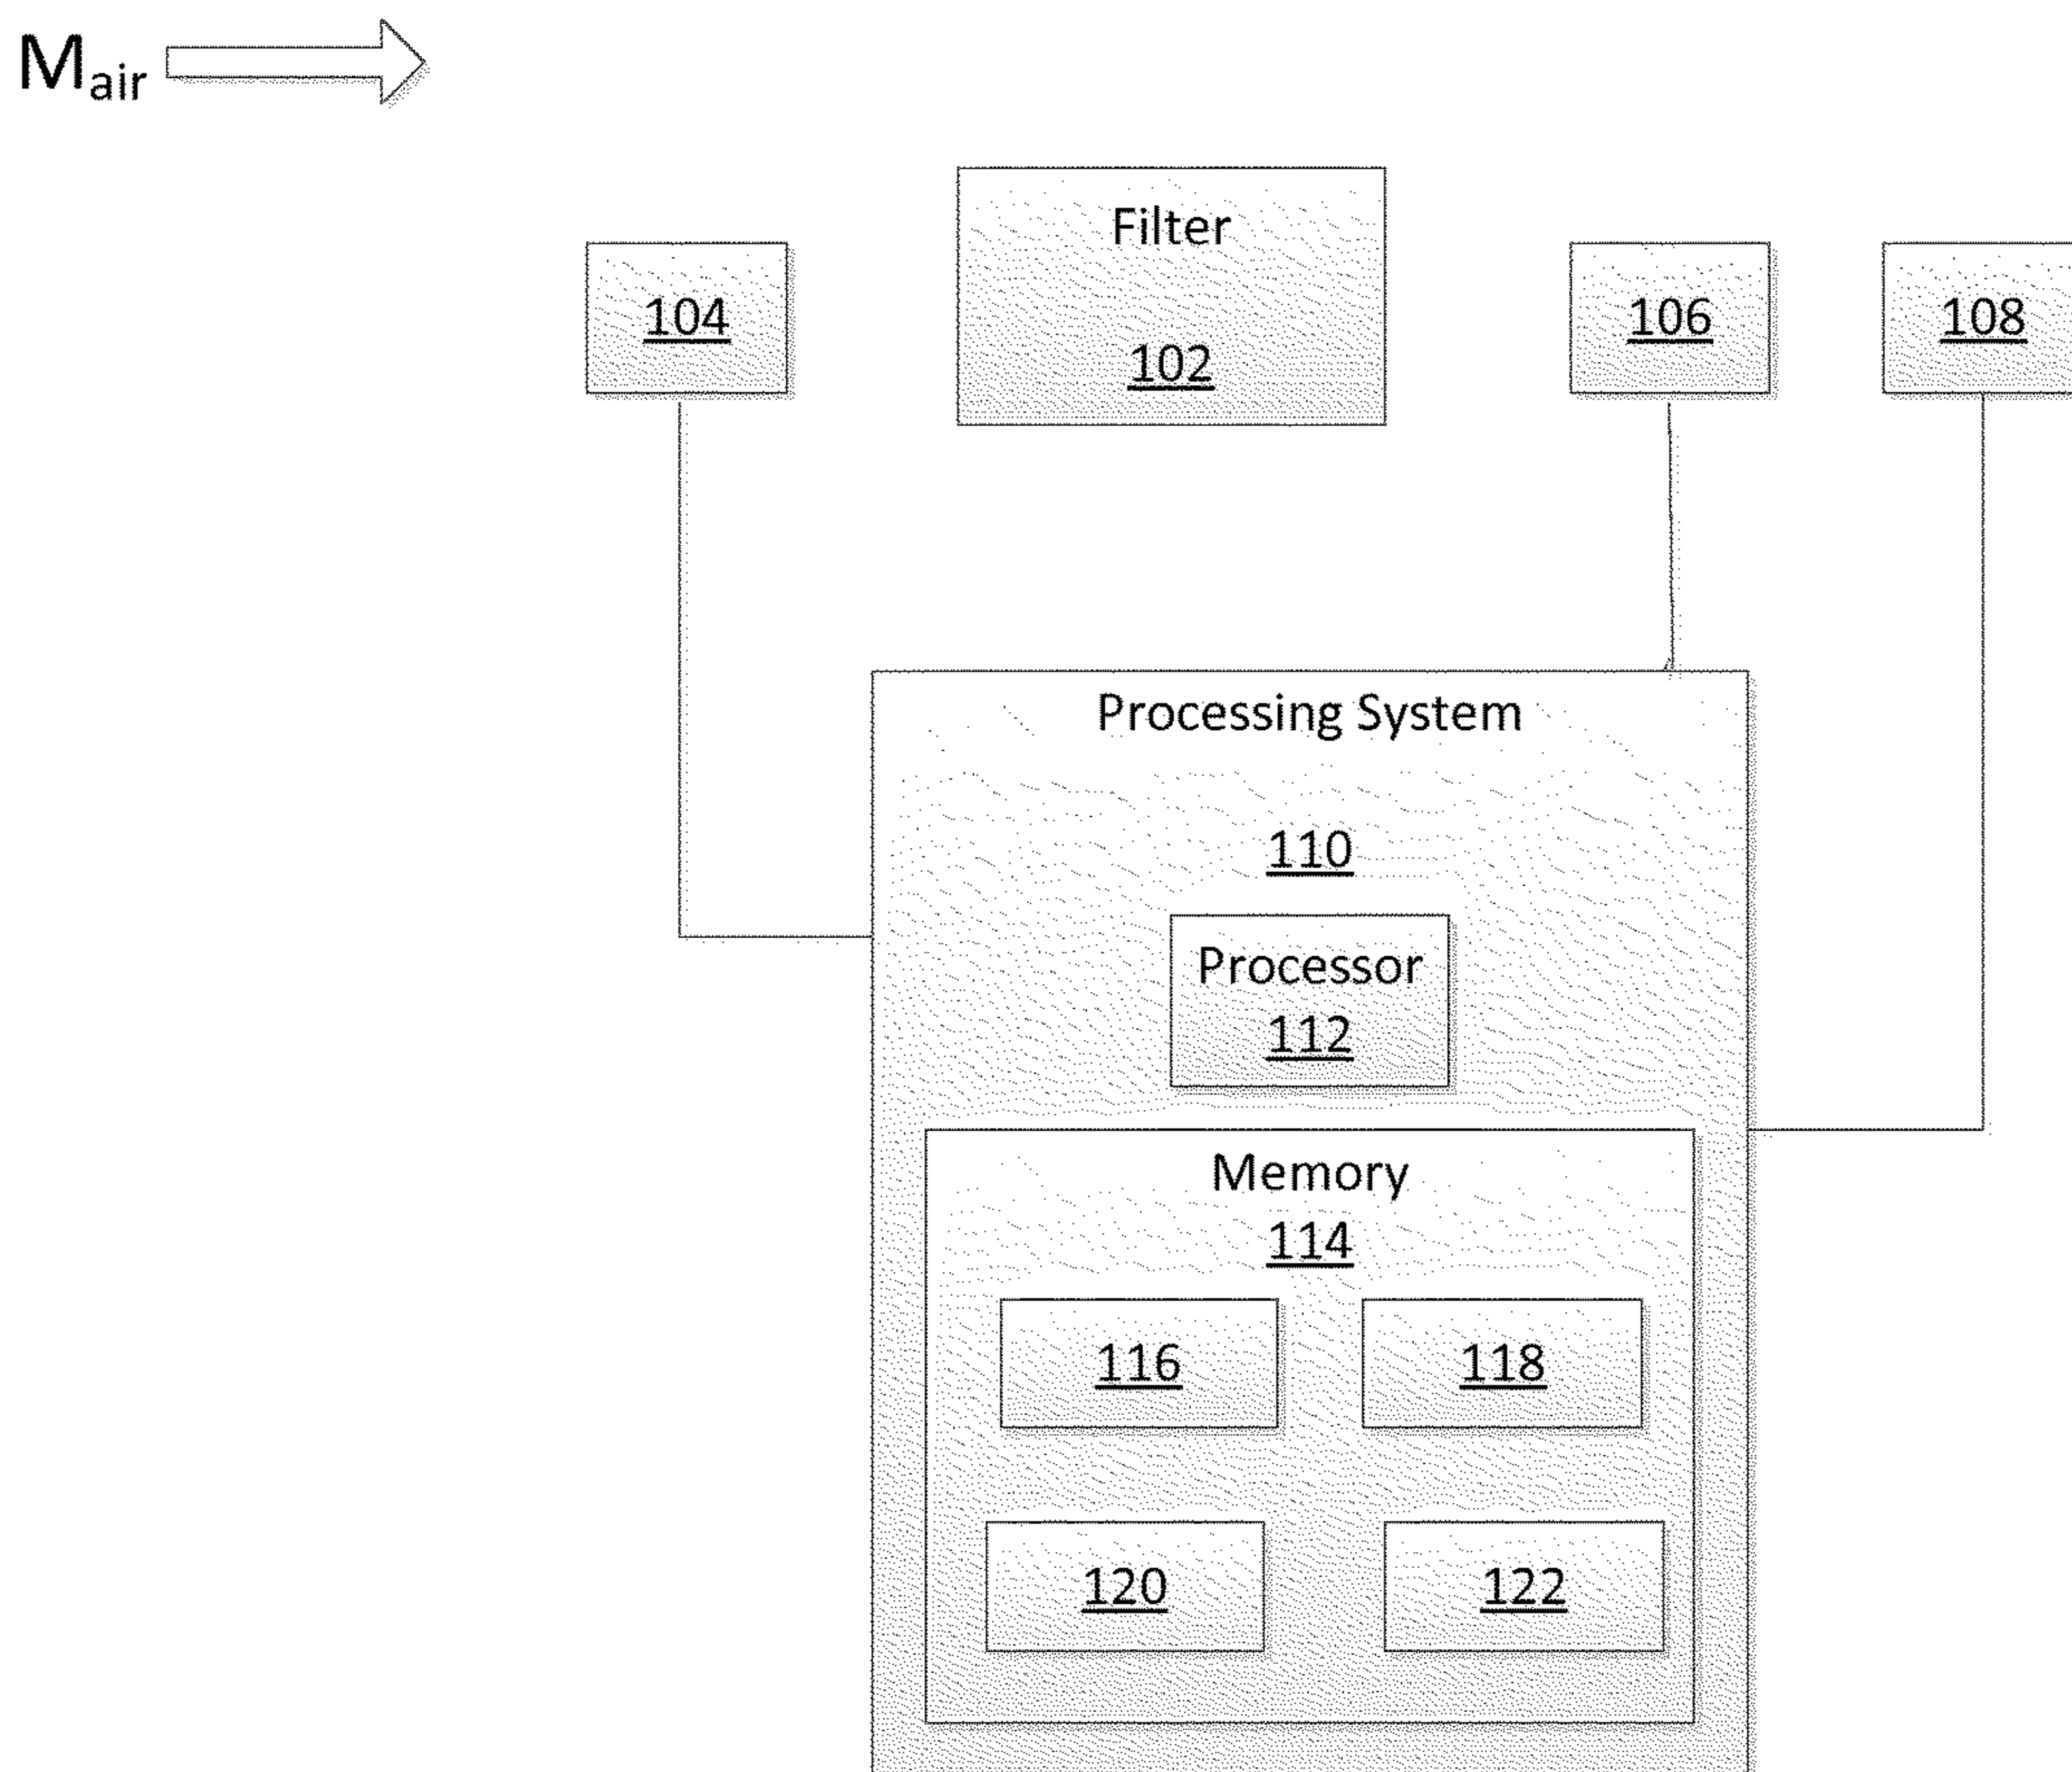 Mair
Filter
104
102
106
108
Processing System
110
Processor
112
Memory
114
116
118
120
122